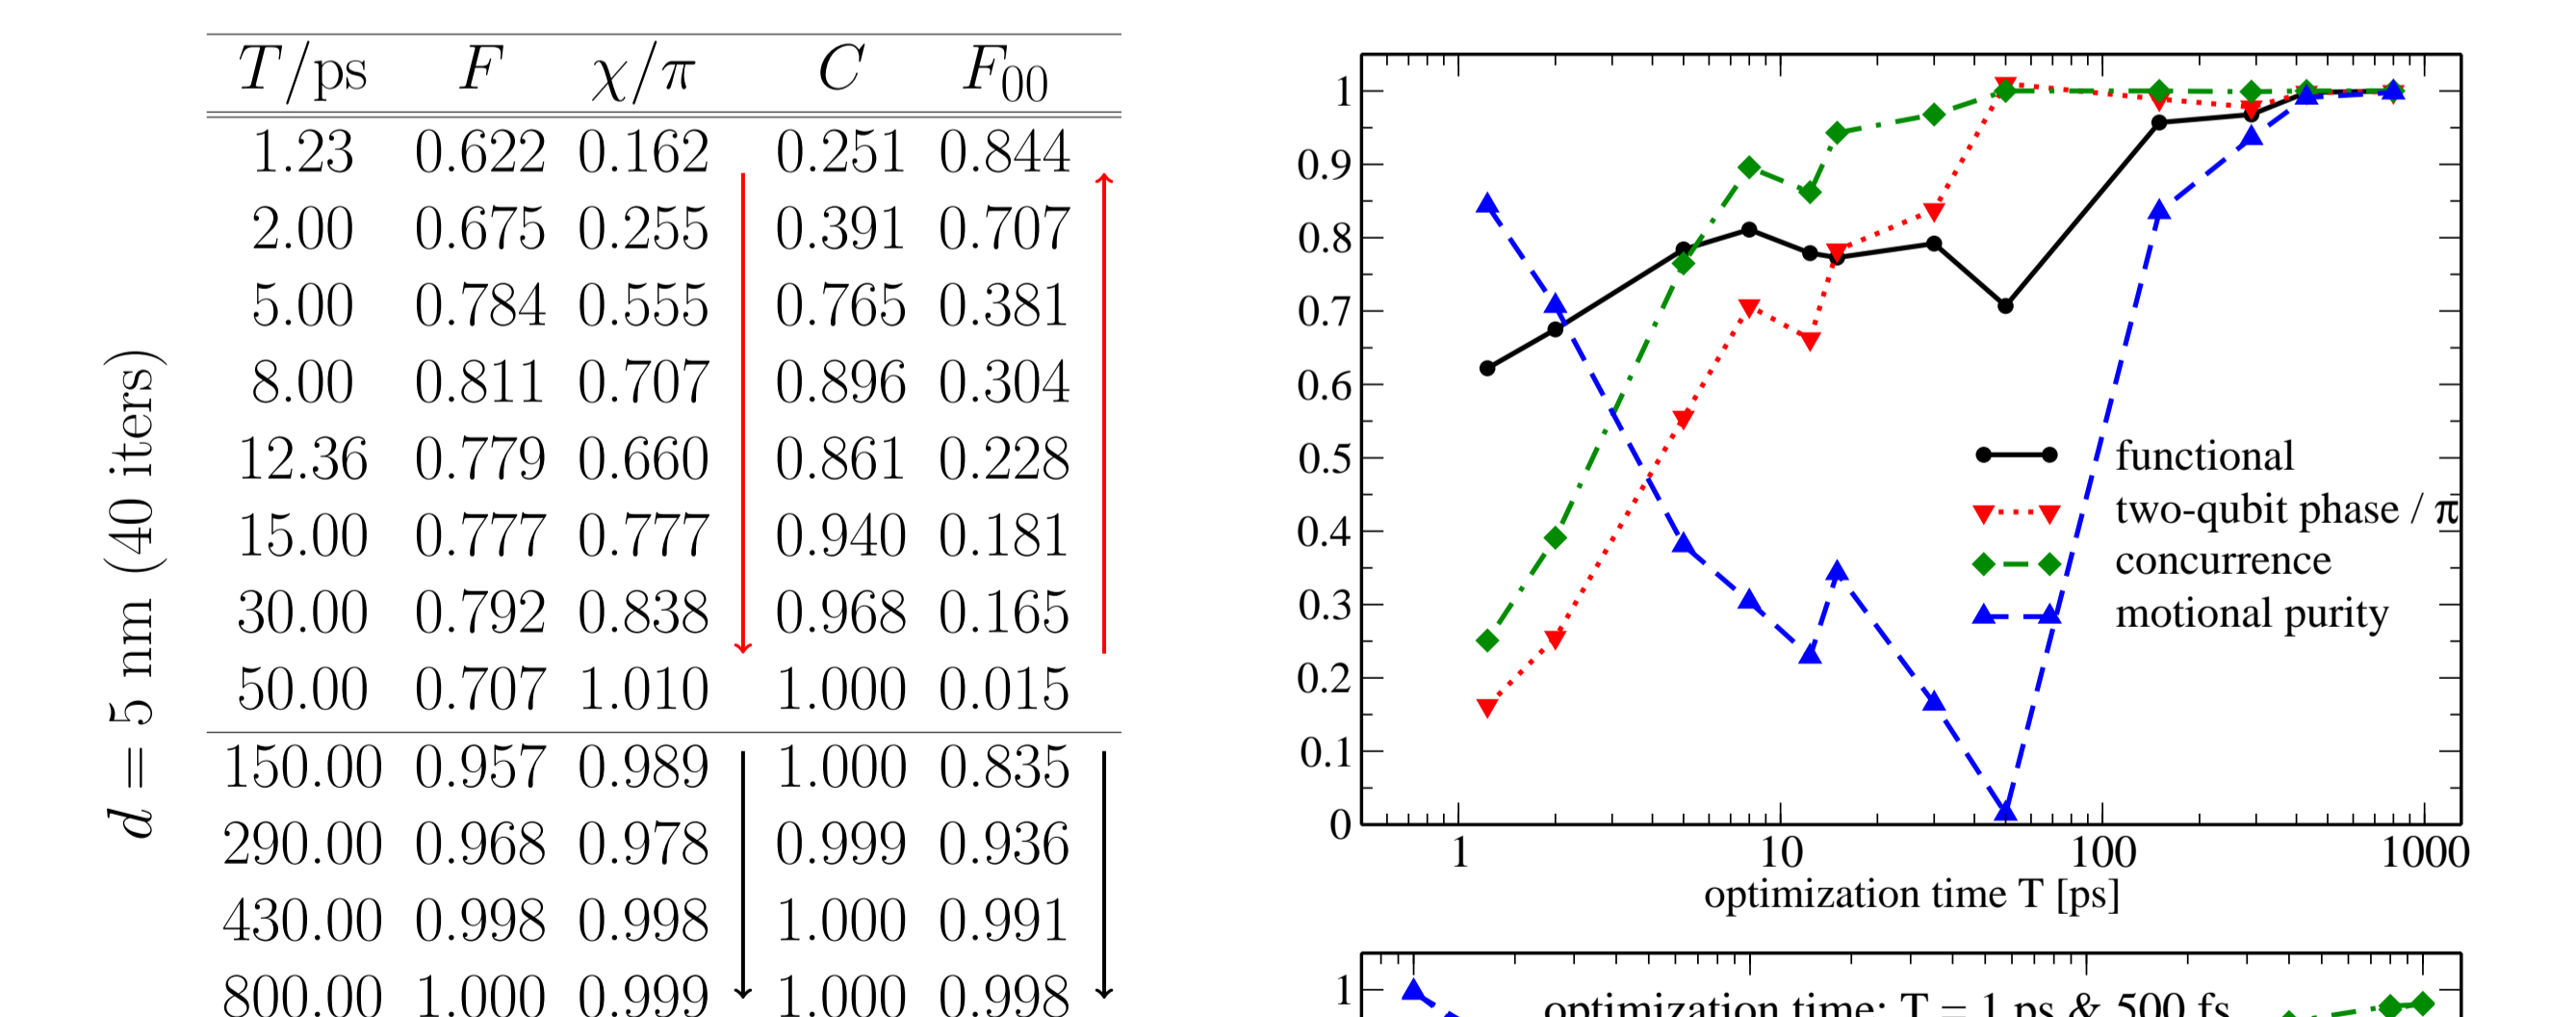 T/ps F χ/π C F00
1.23 0.622 0.162 0.251 0.844
2.00 0.675 0.255 0.391 0.707
5.00 0.784 0.555 0.765 0.381
8.00 0.811 0.707 0.896 0.304
12.36 0.779 0.660 0.861 0.228
15.00 0.777 0.777 0.940 0.181
30.00 0.792 0.838 0.968 0.165
50.00 0.707 1.010 1.000 0.015
150.00 0.957 0.989 1.000 0.835
290.00 0.968 0.978 0.999 0.936
430.00 0.998 0.998 1.000 0.991
800.00 1.000 0.999 1.000 0.998
d = 5 nm (40 iters)
1
0.9
0.8
0.7
0.6
0.5
0.4
0.3
0.2
0.1
0
functional
two-qubit phase / π
concurrence
motional purity
1 10 100 1000
optimization time T [ps]
1
optimization time: T = 1 ps & 500 fs